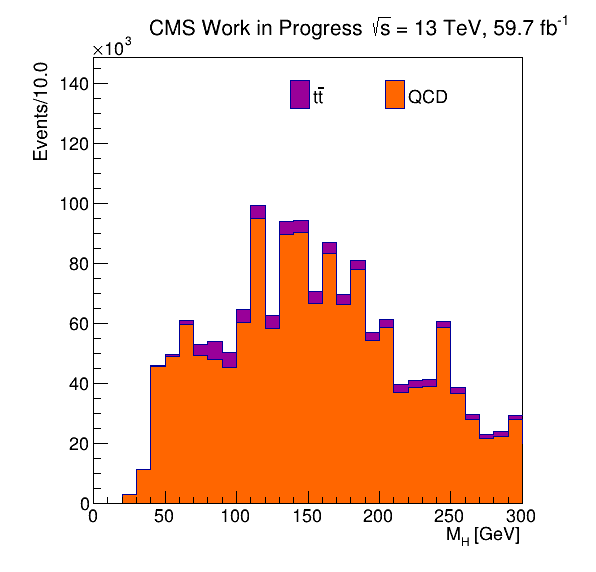 CMS Work in Progress √s = 13 TeV, 59.7 fb⁻¹
×10³
Events/10.0
tt̄
QCD
140
120
100
80
60
40
20
0
0 50 100 150 200 250 300
M_H [GeV]